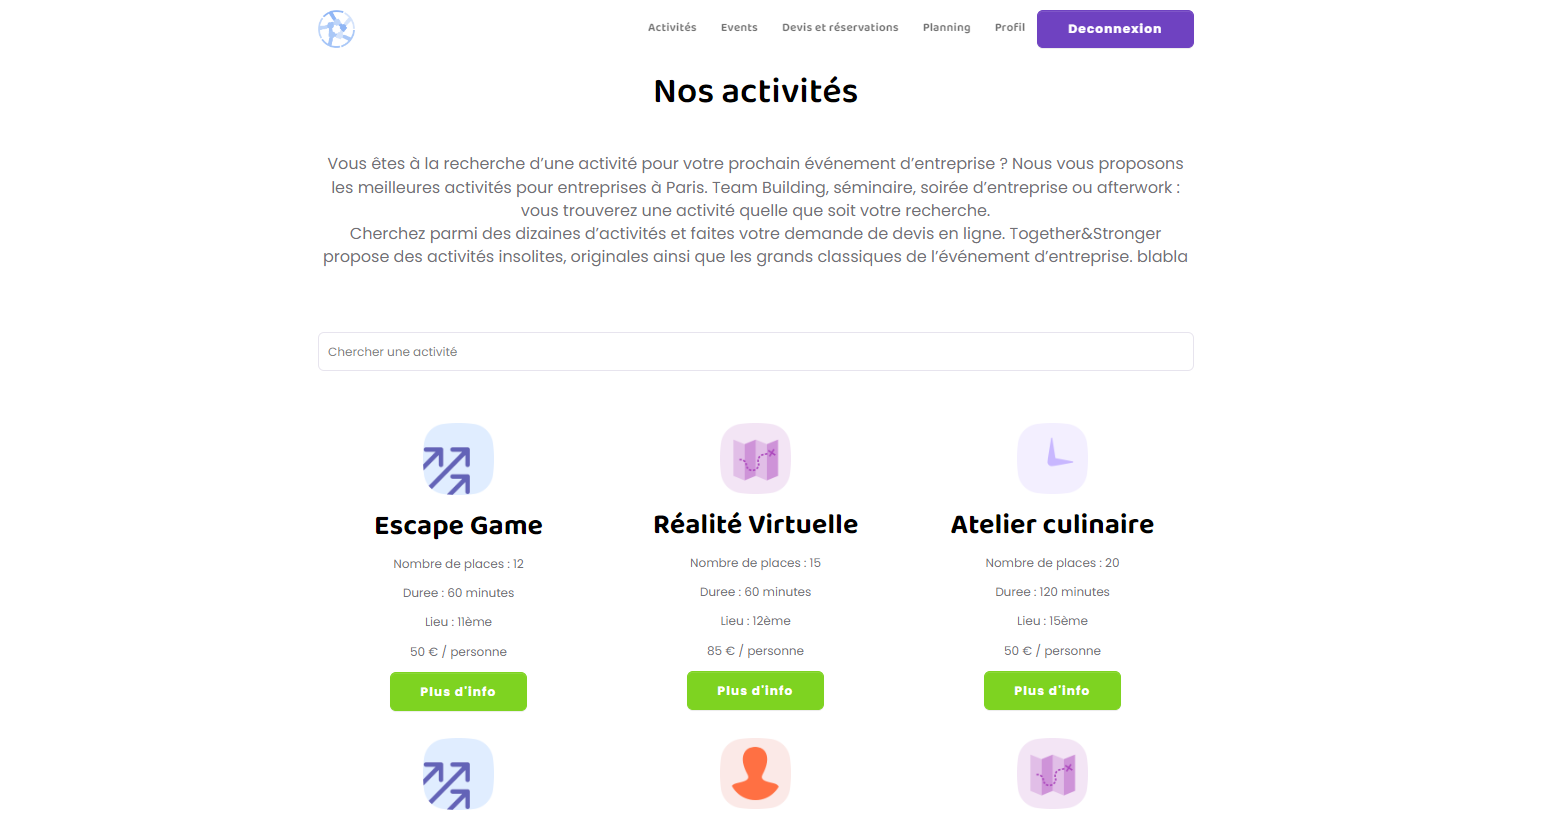 Activités Events Devis et réservations Planning Profil Deconnexion
Nos activités
Vous êtes à la recherche d’une activité pour votre prochain événement d’entreprise ? Nous vous proposons
les meilleures activités pour entreprises à Paris. Team Building, séminaire, soirée d’entreprise ou afterwork :
vous trouverez une activité quelle que soit votre recherche.
Cherchez parmi des dizaines d’activités et faites votre demande de devis en ligne. Together&Stronger
propose des activités insolites, originales ainsi que les grands classiques de l’événement d’entreprise. blabla
Chercher une activité
Escape Game
Nombre de places : 12
Duree : 60 minutes
Lieu : 11ème
50 € / personne
Plus d'info
Réalité Virtuelle
Nombre de places : 15
Duree : 60 minutes
Lieu : 12ème
85 € / personne
Plus d'info
Atelier culinaire
Nombre de places : 20
Duree : 120 minutes
Lieu : 15ème
50 € / personne
Plus d'info